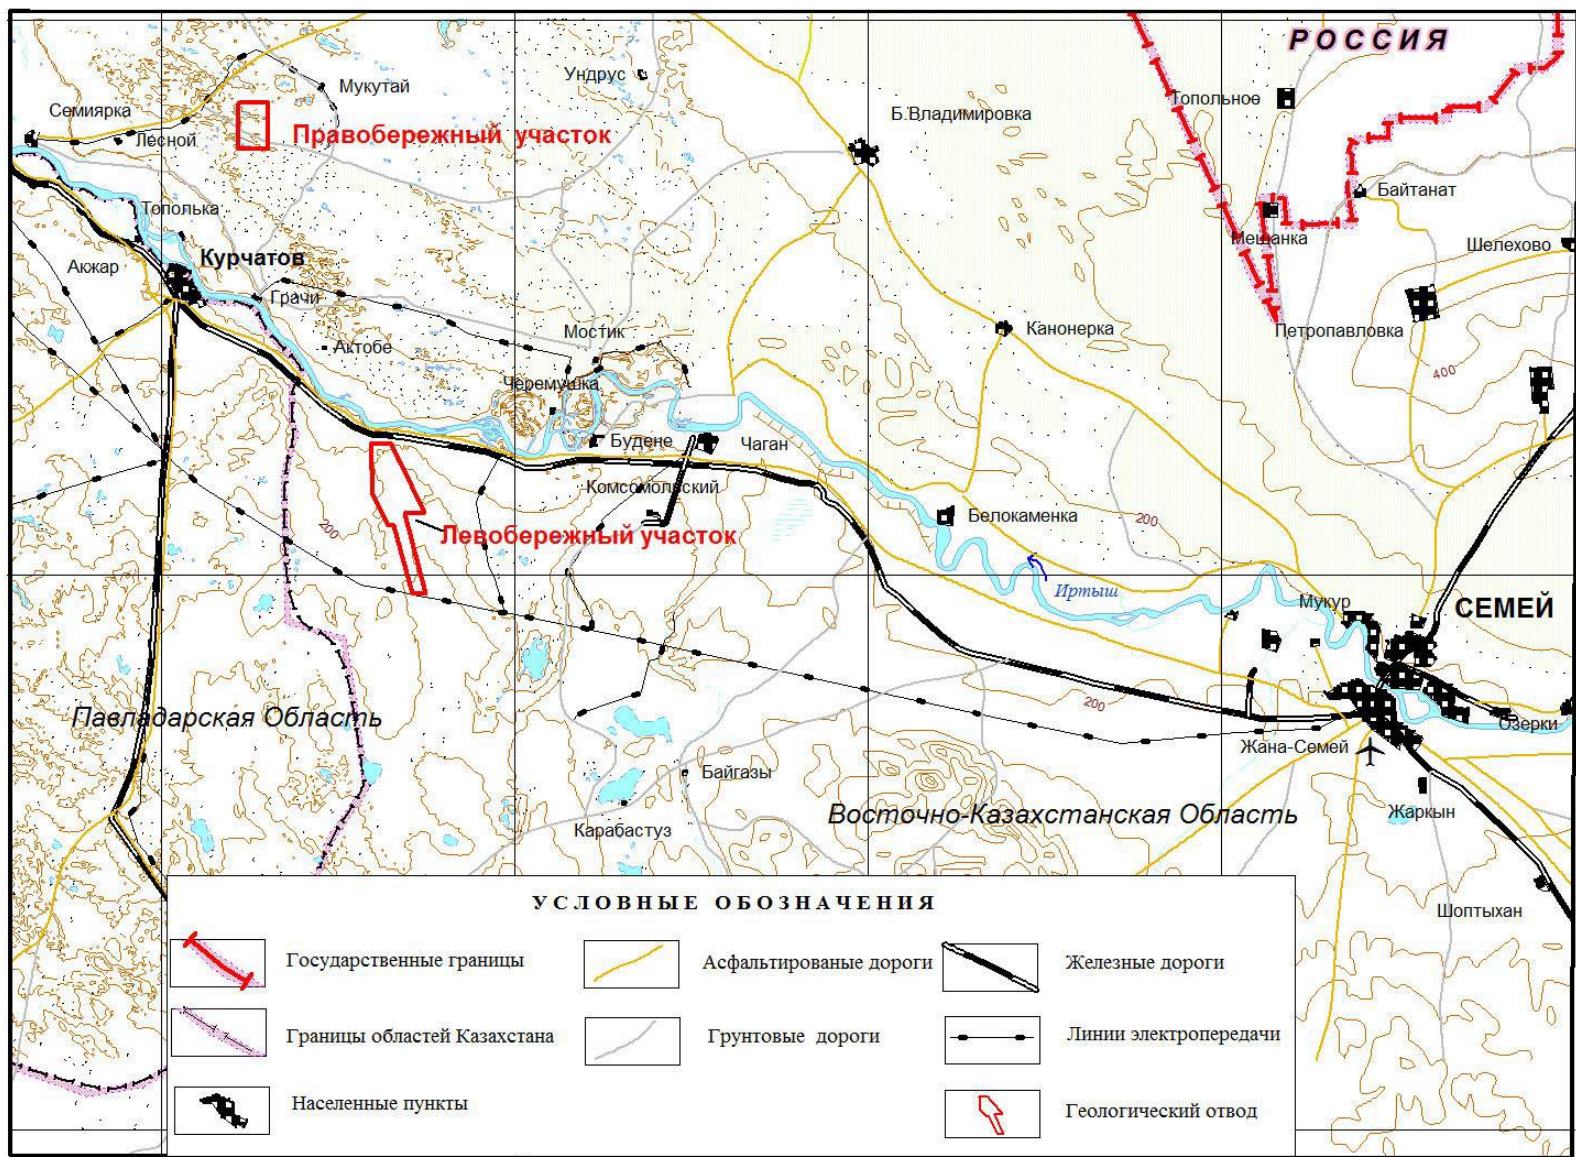 РОССИЯ
Ундрус
Мукутай
Топольное
Семиярка
Б.Владимировка
Лесной
Правобережный участок
Байтанат
Тополька
Мещанка
Шелехово
Акжар
Курчатов
Грачи
Мостик
Канонерка
Петропавловка
Актобе
400
Черемушка
Будене
Чаган
Комсомольский
200
Левобережный участок
Белокаменка
200
Иртыш
Мукур
СЕМЕЙ
Павладарская Область
200
Озерки
Жана-Семей
Байгазы
Восточно-Казахстанская Область
Жаркын
Карабастуз
Шоптыхан
УСЛОВНЫЕ ОБОЗНАЧЕНИЯ
Государственные границы
Асфальтированые дороги
Железные дороги
Границы областей Казахстана
Грунтовые дороги
Линии электропередачи
Населенные пункты
Геологический отвод